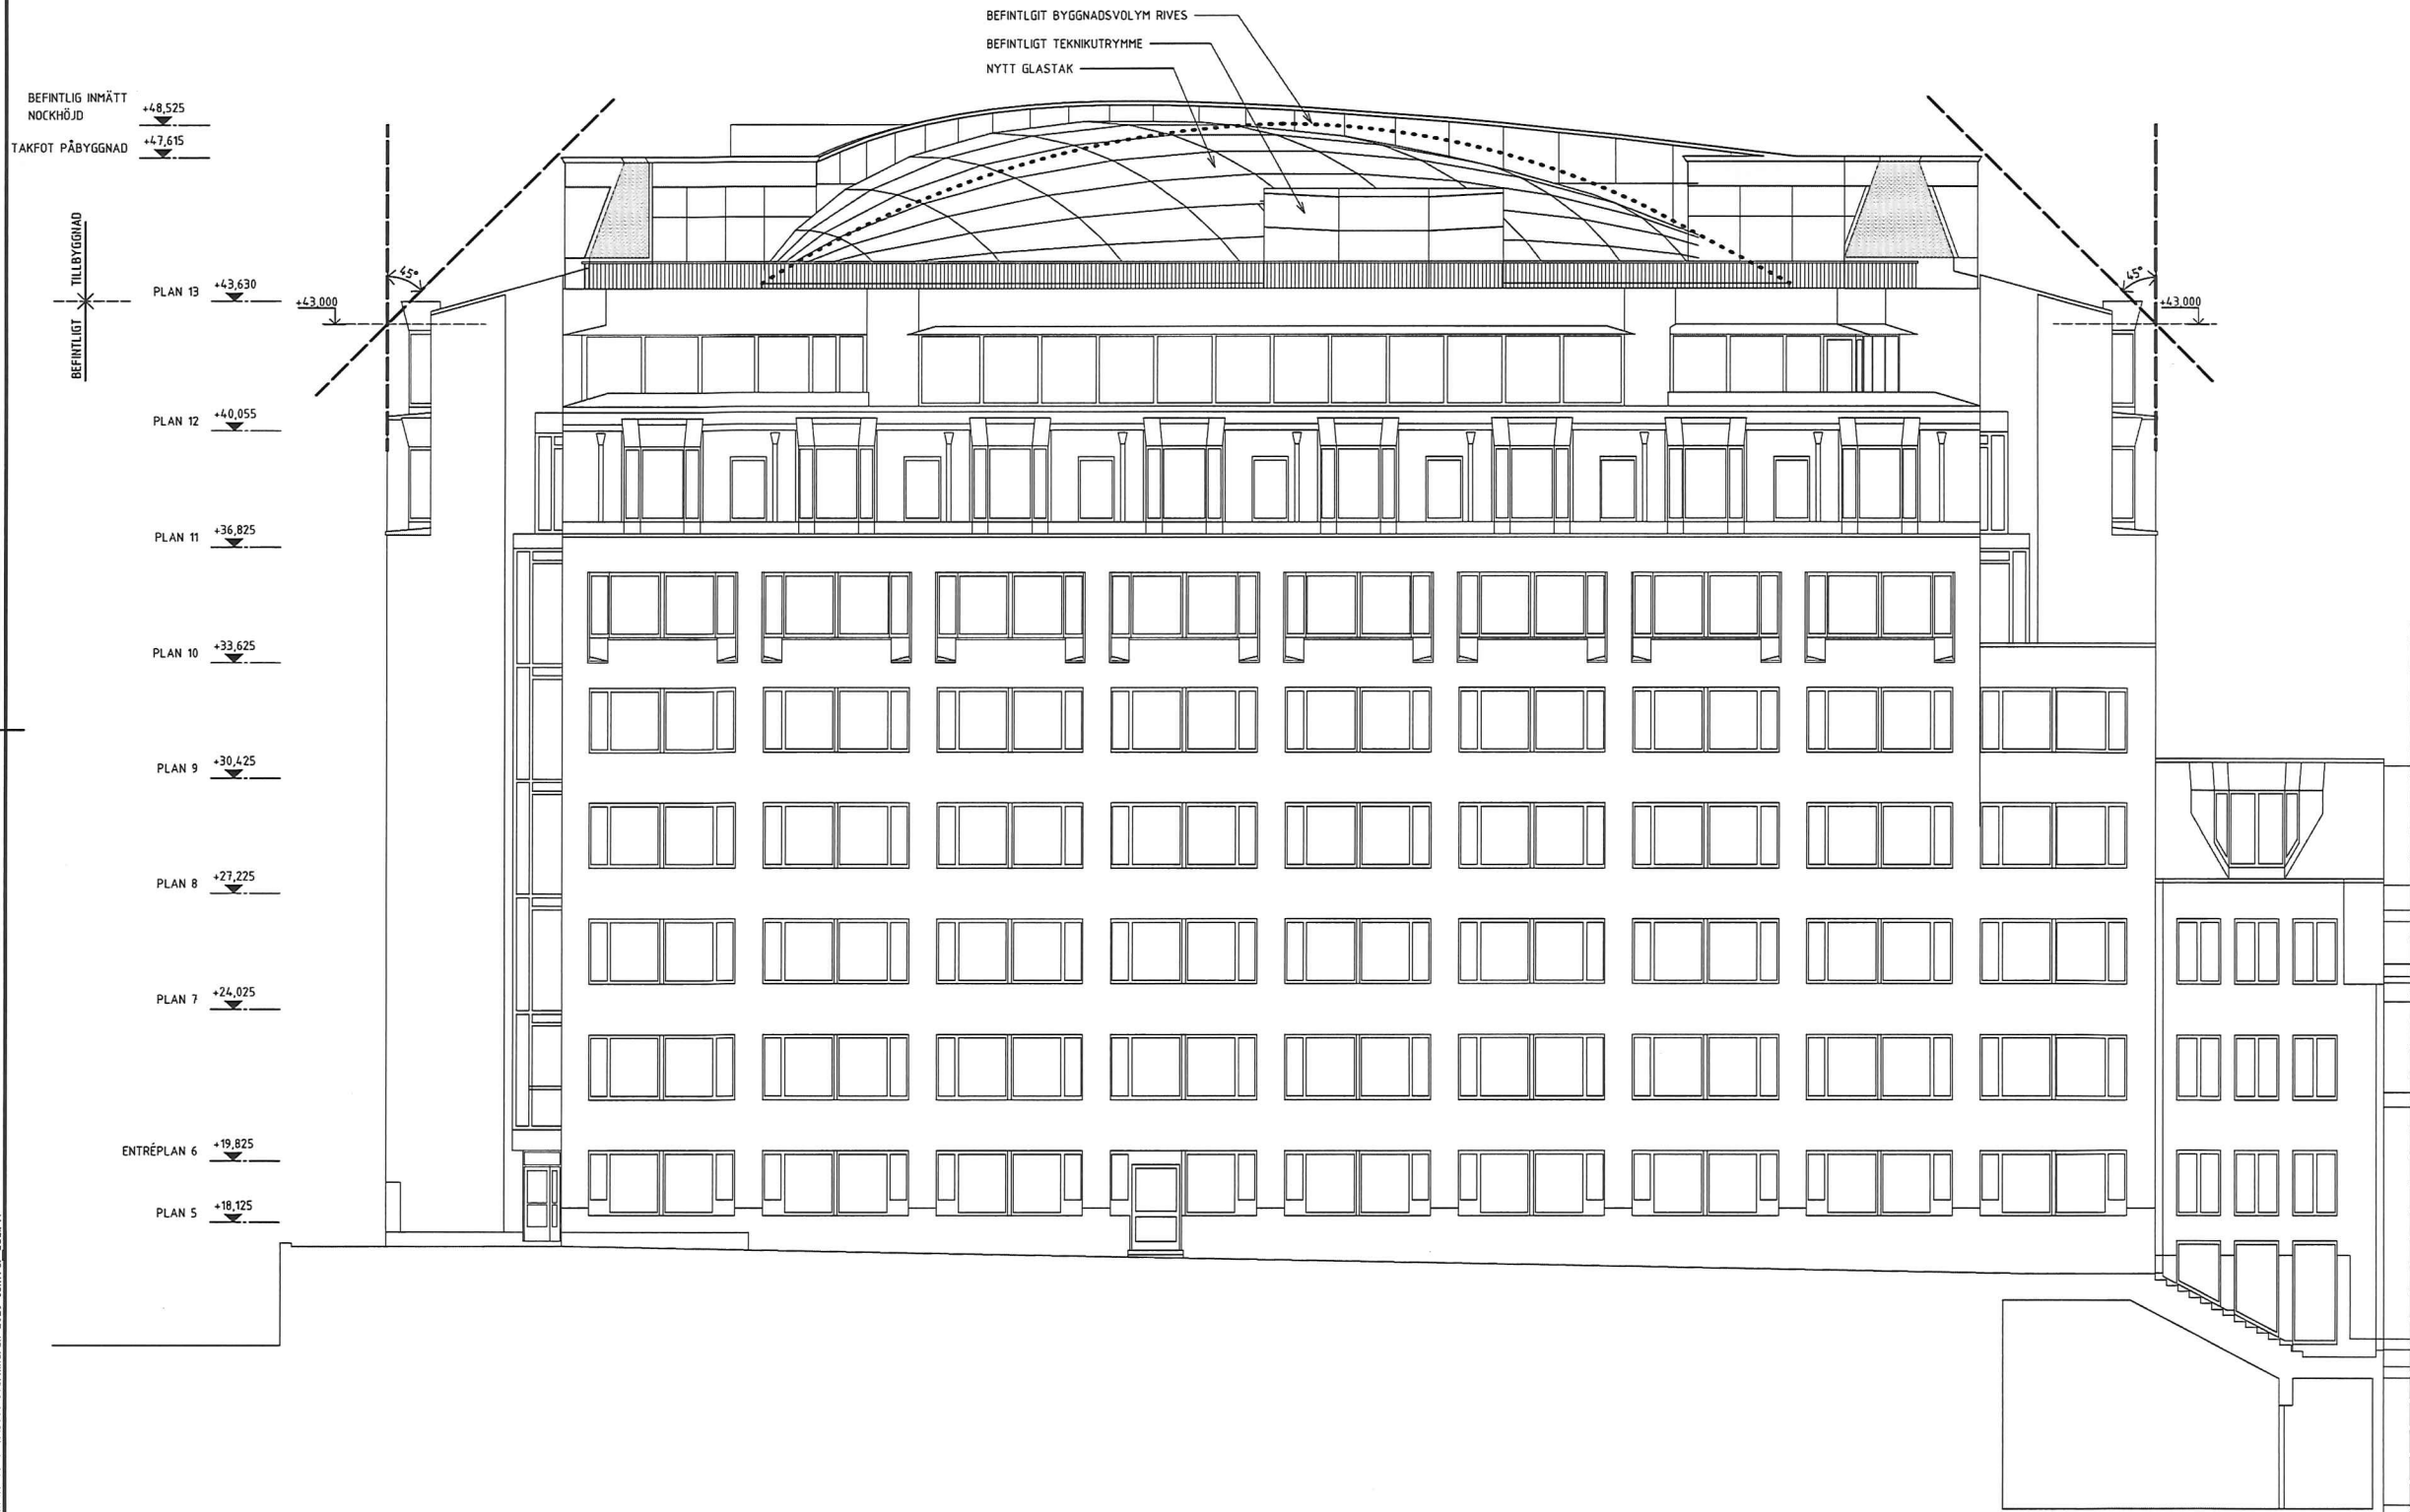 BEFINTLGIT BYGGNADSVOLYM RIVES
BEFINTLIGT TEKNIKUTRYMME
NYTT GLASTAK
BEFINTLIG INMÄTT
NOCKHÖJD
+48,525
TAKFOT PÅBYGGNAD
+47,615
TILLBYGGNAD
BEFINTLIGT
45°
45°
PLAN 13
+43,630
+43.000
+43.000
PLAN 12
+40,055
PLAN 11
+36,825
PLAN 10
+33,625
PLAN 9
+30,425
PLAN 8
+27,225
PLAN 7
+24,025
ENTRÉPLAN 6
+19,825
PLAN 5
+18,125